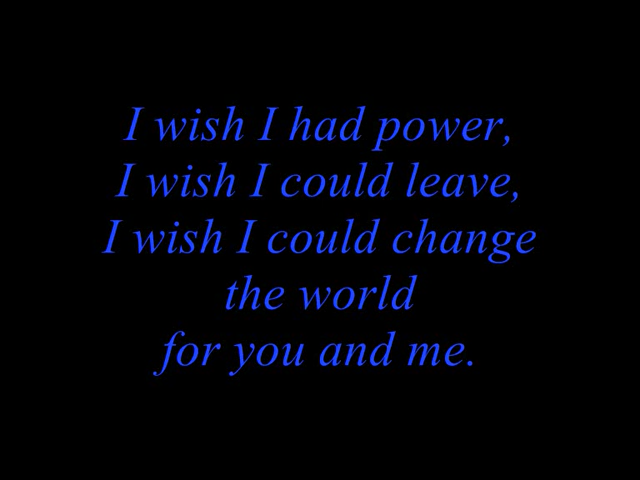 I wish I had power,
I wish I could leave,
I wish I could change
the world
for you and me.